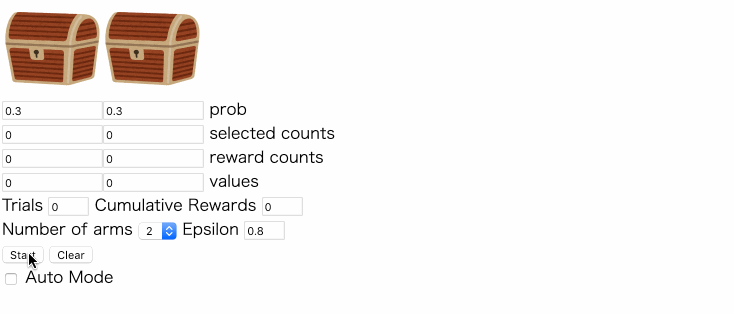 0.3 0.3 prob
0 0 selected counts
0 0 reward counts
0 0 values
Trials 0 Cumulative Rewards 0
Number of arms 2 Epsilon 0.8
Start Clear
Auto Mode